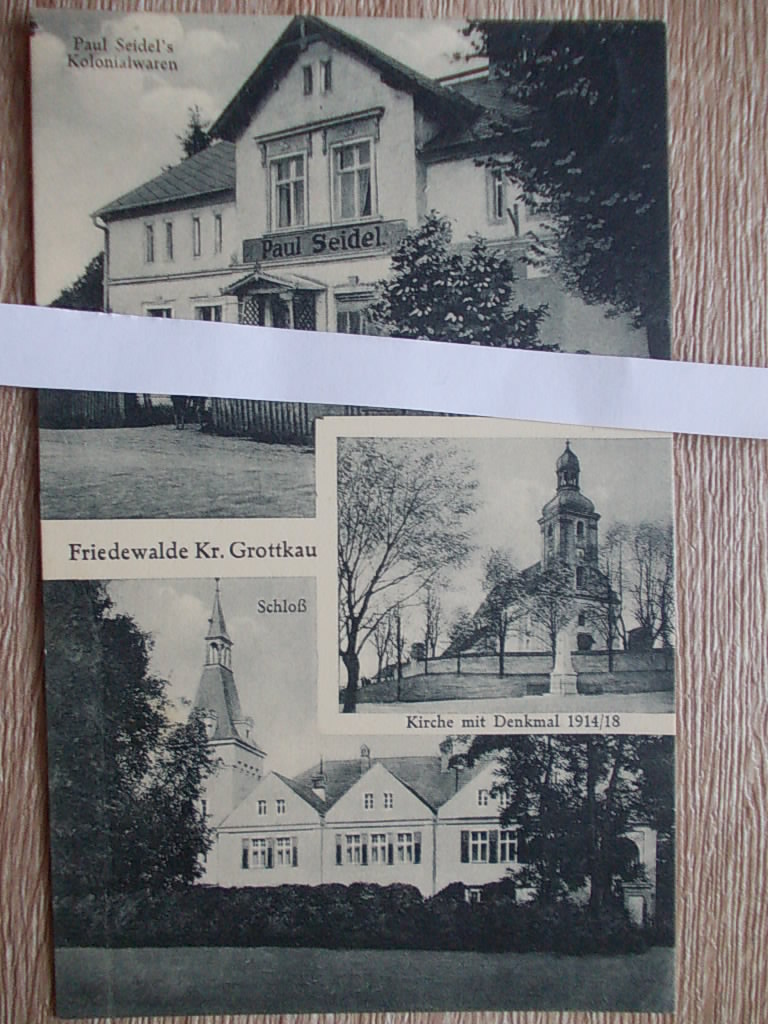 Paul Seidel's
Kolonialwaren
Paul Seidel.
Friedewalde Kr. Grottkau
Schloß
Kirche mit Denkmal 1914/18